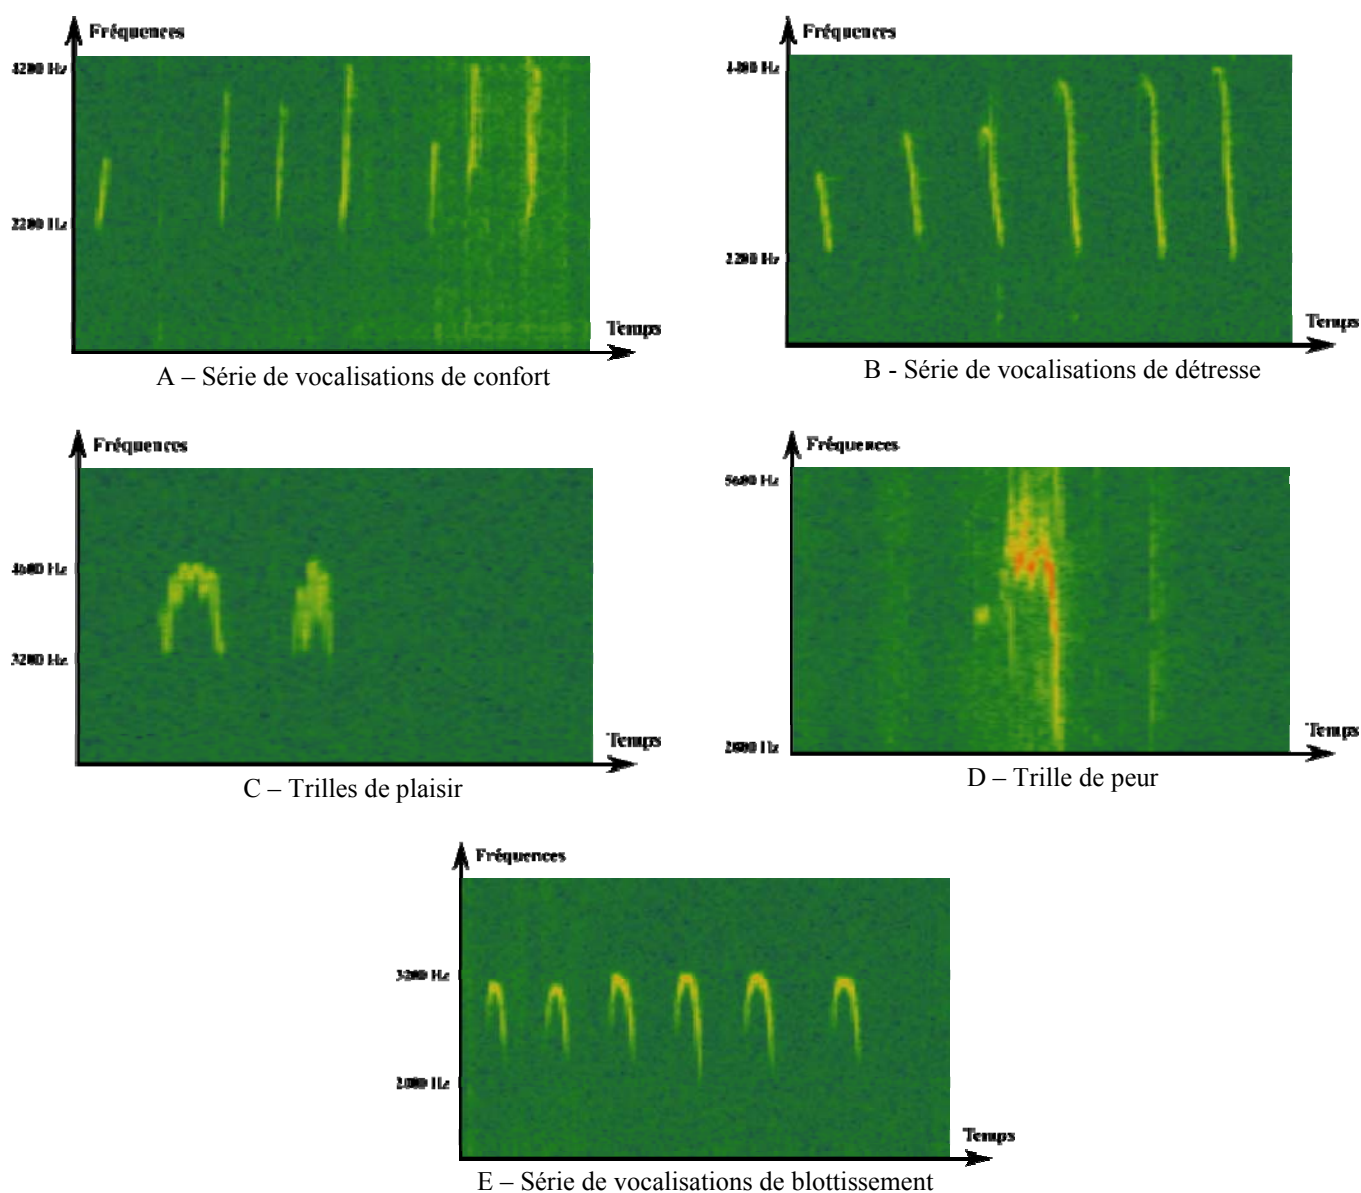 Fréquences
4200 Hz
2200 Hz
Temps
A – Série de vocalisations de confort
Fréquences
4400 Hz
2200 Hz
Temps
B - Série de vocalisations de détresse
Fréquences
4600 Hz
3200 Hz
Temps
C – Trilles de plaisir
Fréquences
5600 Hz
Hz
Temps
D – Trille de peur
Fréquences
3200 Hz
2000 Hz
Temps
E – Série de vocalisations de blottissement